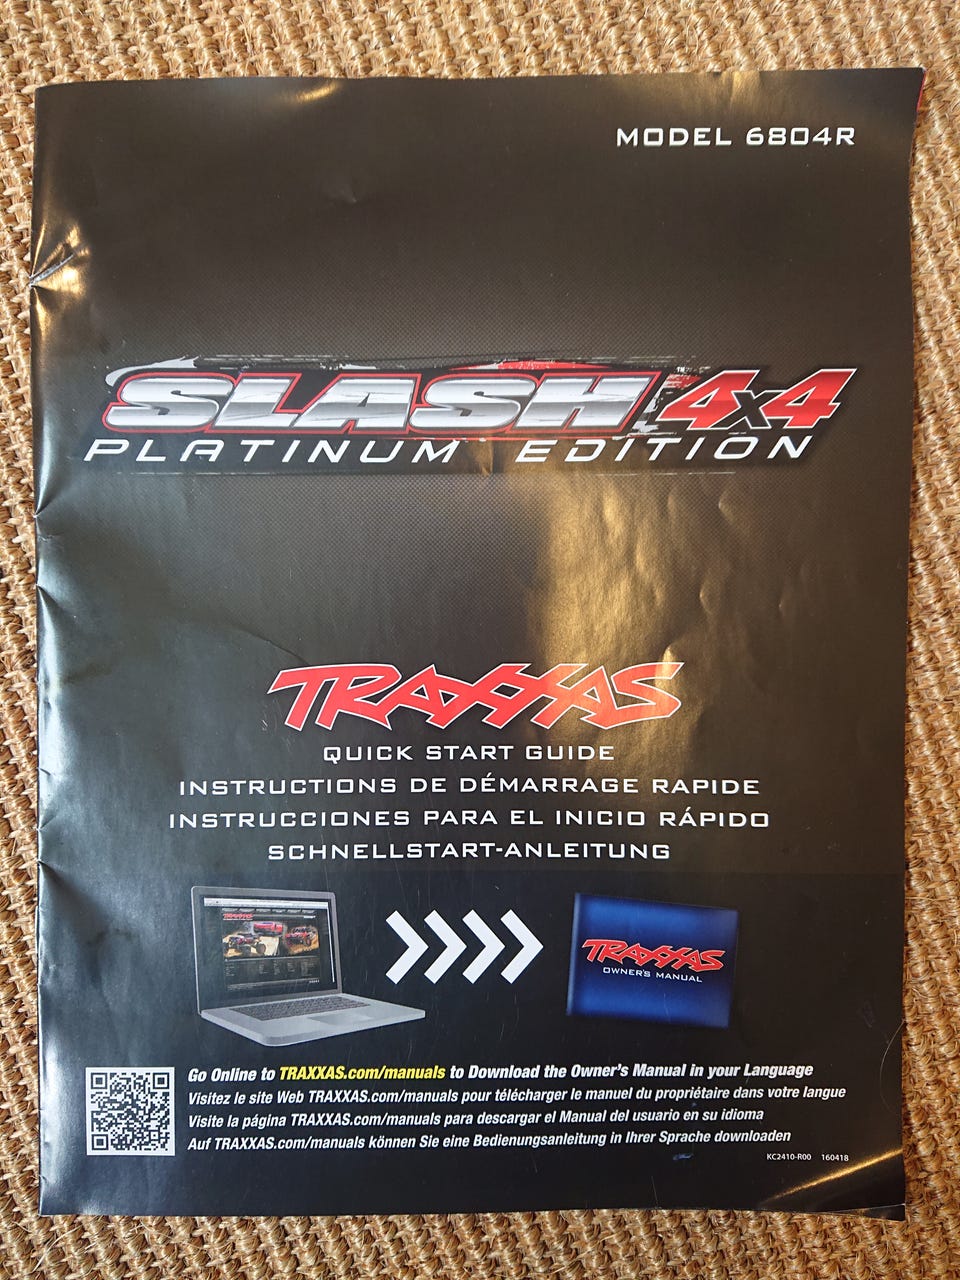 MODEL 6804R
SLASH 4x4
PLATINUM EDITION
TRAXXAS
QUICK START GUIDE
INSTRUCTIONS DE DÉMARRAGE RAPIDE
INSTRUCCIONES PARA EL INICIO RÁPIDO
SCHNELLSTART-ANLEITUNG
TRAXXAS
TRAXXAS
OWNER'S MANUAL
Go Online to TRAXXAS.com/manuals to Download the Owner's Manual in your Language
Visitez le site Web TRAXXAS.com/manuals pour télécharger le manuel du propriétaire dans votre langue
Visite la página TRAXXAS.com/manuals para descargar el Manual del usuario en su idioma
Auf TRAXXAS.com/manuals können Sie eine Bedienungsanleitung in Ihrer Sprache downloaden
KC2410-R00 160418